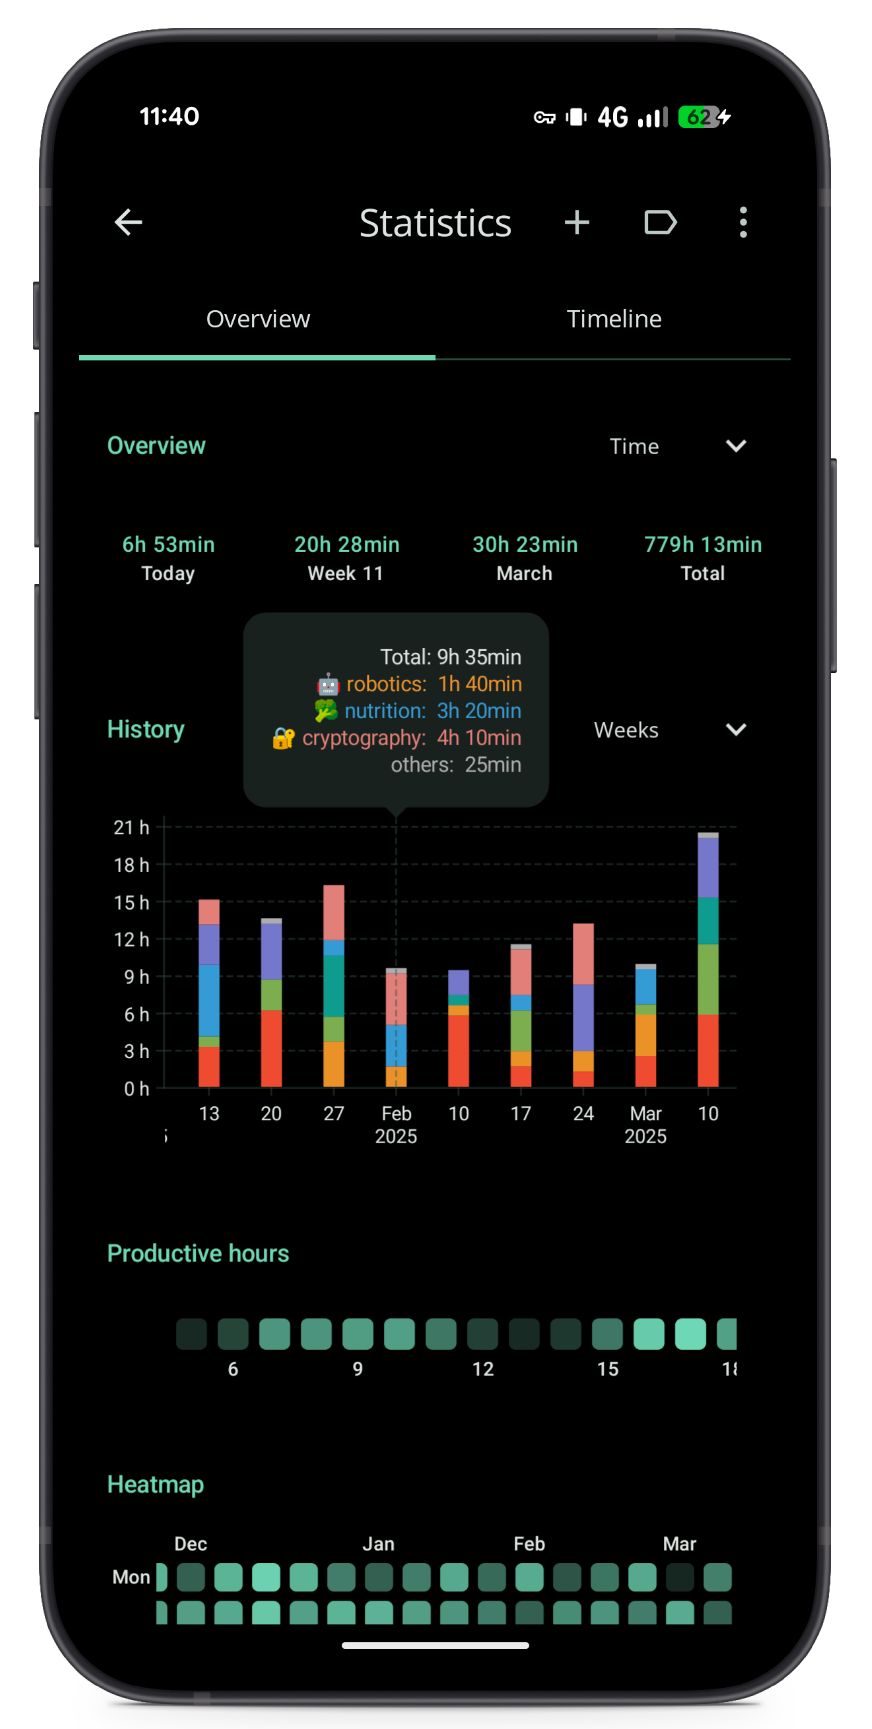 11:40 4G 62
Statistics
Overview Timeline
Overview Time
6h 53min 20h 28min 30h 23min 779h 13min
Today Week 11 March Total
Total: 9h 35min
robotics: 1h 40min
nutrition: 3h 20min
cryptography: 4h 10min
others: 25min
History Weeks
21 h
18 h
15 h
12 h
9 h
6 h
3 h
0 h
13 20 27 Feb 10 17 24 Mar 10
2025 2025
Productive hours
6 9 12 15
Heatmap
Dec Jan Feb Mar
Mon